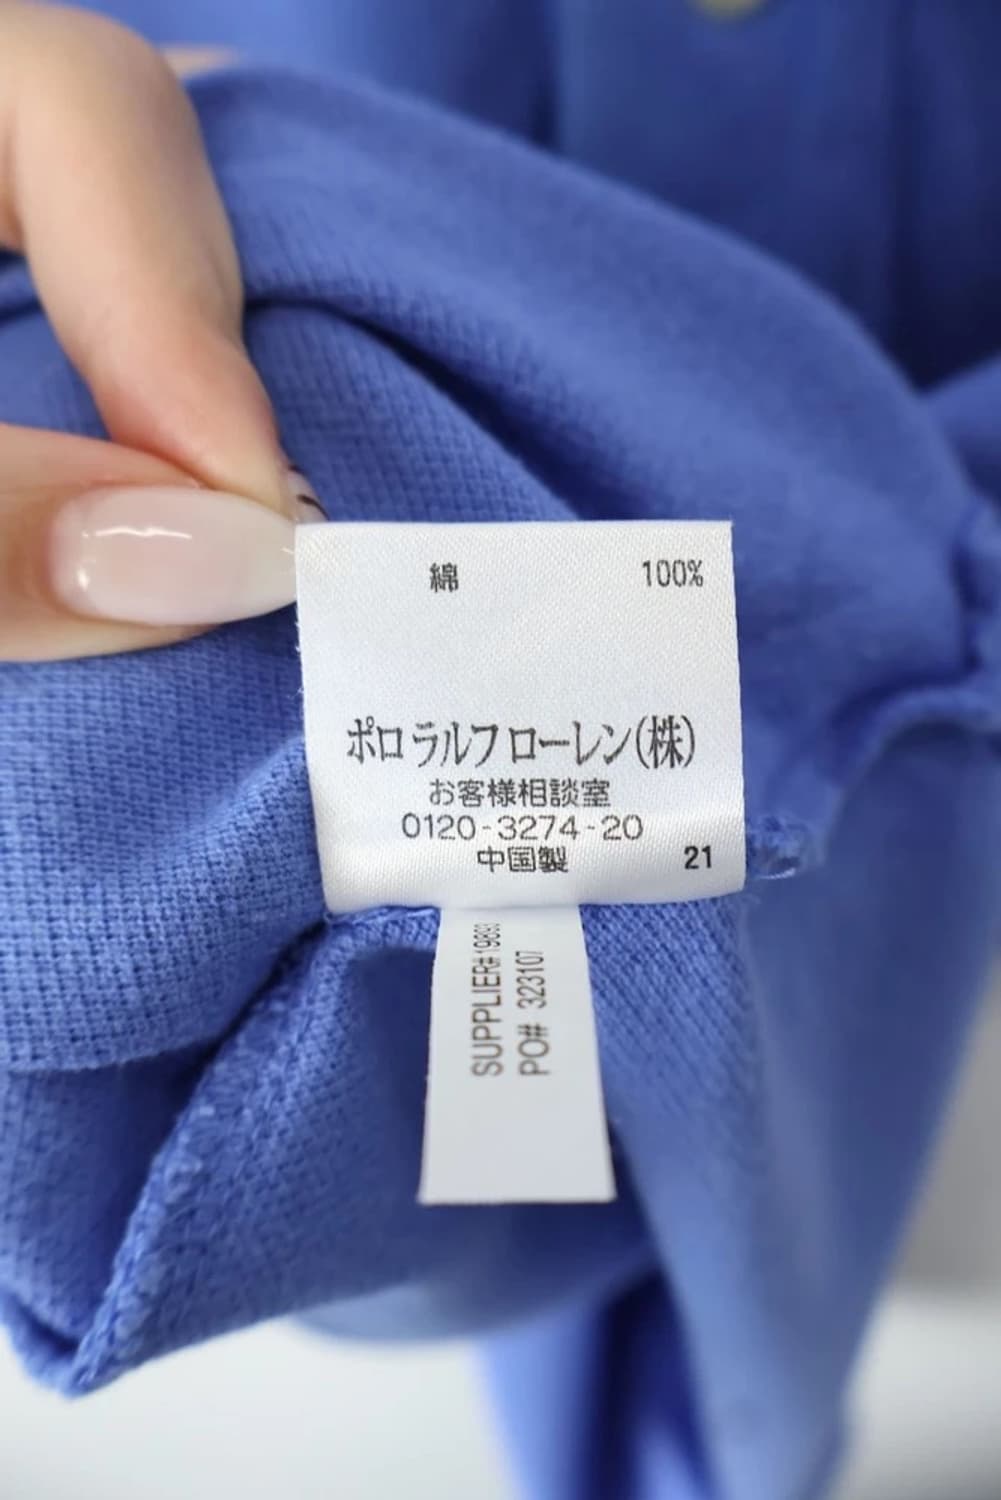 綿 100%
ポロ ラルフ ローレン(株)
お客様相談室
0120-3274-20
中国製 21
SUPPLIER#
PO# 323107